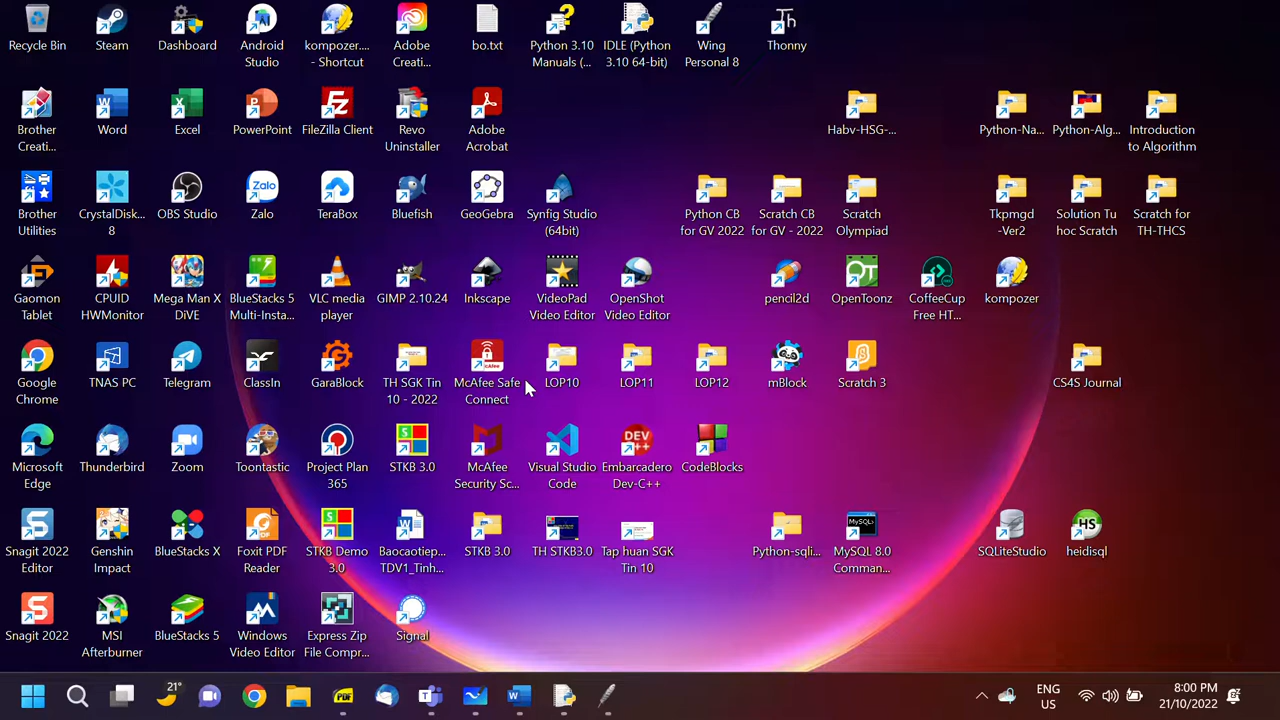 Recycle Bin
Steam
Dashboard
Android
Studio
kompozer....
- Shortcut
Adobe
Creati...
bo.txt
Python 3.10
Manuals (...
IDLE (Python
3.10 64-bit)
Wing
Personal 8
Th
Thonny
Brother
Creati...
Word
Excel
PowerPoint
FileZilla Client
Revo
Uninstaller
Adobe
Acrobat
Habv-HSG-...
Python-Na...
Python-Alg...
Introduction
to Algorithm
Brother
Utilities
CrystalDisk...
8
OBS Studio
Zalo
Zalo
TeraBox
Bluefish
GeoGebra
Synfig Studio
(64bit)
Python CB
for GV 2022
Scratch CB
for GV - 2022
Scratch
Olympiad
Tkpmgd
-Ver2
Solution Tu
hoc Scratch
Scratch for
TH-THCS
Gaomon
Tablet
CPUID
HWMonitor
Mega Man X
DiVE
BlueStacks 5
Multi-Insta...
VLC media
player
GIMP 2.10.24
Inkscape
VideoPad
Video Editor
OpenShot
Video Editor
pencil2d
OpenToonz
CoffeeCup
Free HT...
kompozer
Google
Chrome
TNAS PC
Telegram
ClassIn
GaraBlock
TH SGK Tin
10 - 2022
McAfee Safe
Connect
LOP10
LOP11
LOP12
mBlock
Scratch 3
CS4S Journal
Microsoft
Edge
Thunderbird
Zoom
Toontastic
Project Plan
365
STKB 3.0
McAfee
Security Sc...
Visual Studio
Code
DEV
Embarcadero
Dev-C++
CodeBlocks
Snagit 2022
Editor
Genshin
Impact
BlueStacks X
Foxit PDF
Reader
STKB Demo
3.0
Baocaotiep...
TDV1_Tinh...
STKB 3.0
TH STKB3.0
Tap huan SGK
Tin 10
Python-sqli...
MySQL
MySQL 8.0
Comman...
SQLiteStudio
HS
heidisql
Snagit 2022
MSI
Afterburner
BlueStacks 5
Windows
Video Editor
Express Zip
File Compr...
Signal
21°
PDF
ENG
US
8:00 PM
21/10/2022